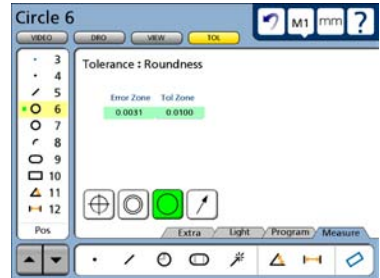 Circle 6
M1 mm ?
VIDEO DRO VIEW TOL
3
4
5
6
7
8
9
10
11
12
Pos
Tolerance : Roundness
Error Zone Tol Zone
0.0031 0.0100
Extra Light Program Measure